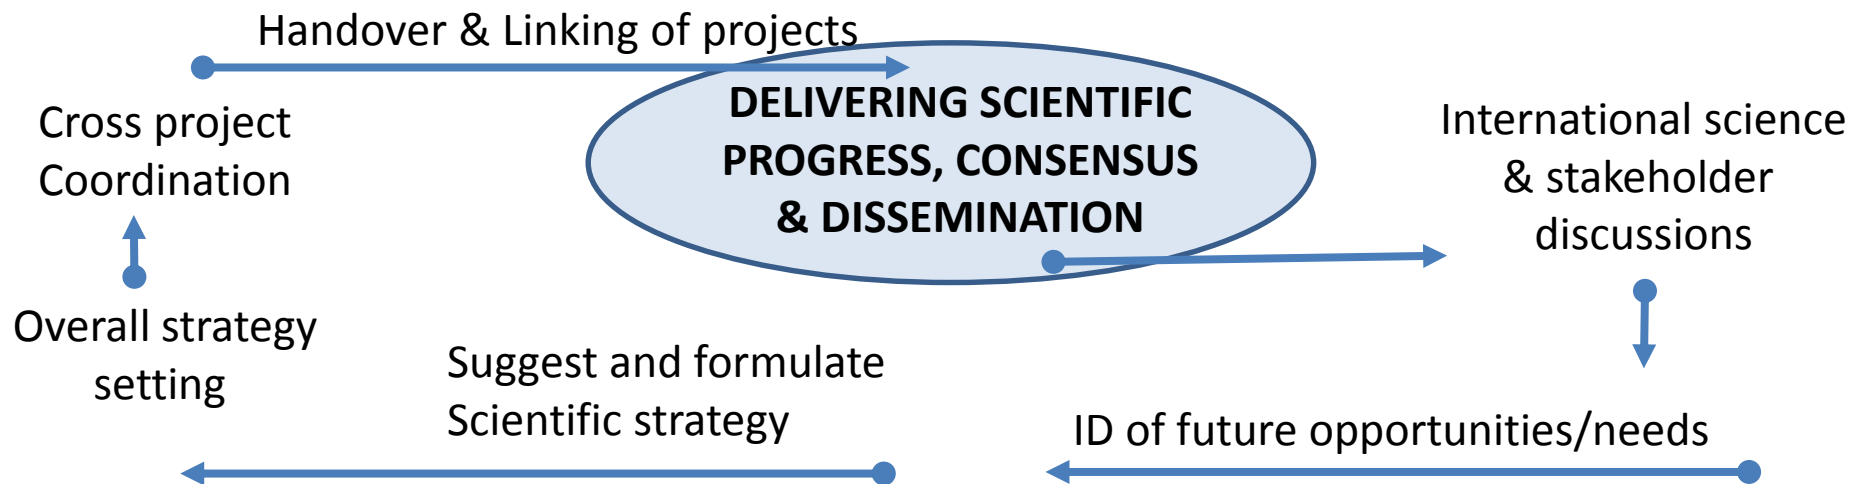 Handover & Linking of projects
DELIVERING SCIENTIFIC
PROGRESS, CONSENSUS
& DISSEMINATION
Cross project
Coordination
International science
& stakeholder
discussions
Overall strategy
setting
Suggest and formulate
Scientific strategy
ID of future opportunities/needs